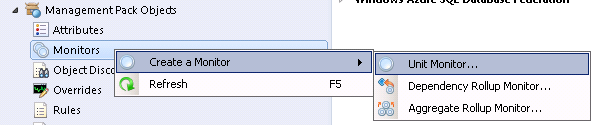 Management Pack Objects
Windows Azure SQL Database Federation
Attributes
Monitors
Create a Monitor
Unit Monitor...
Object Disco
Refresh F5
Dependency Rollup Monitor...
Overrides
Aggregate Rollup Monitor...
Rules